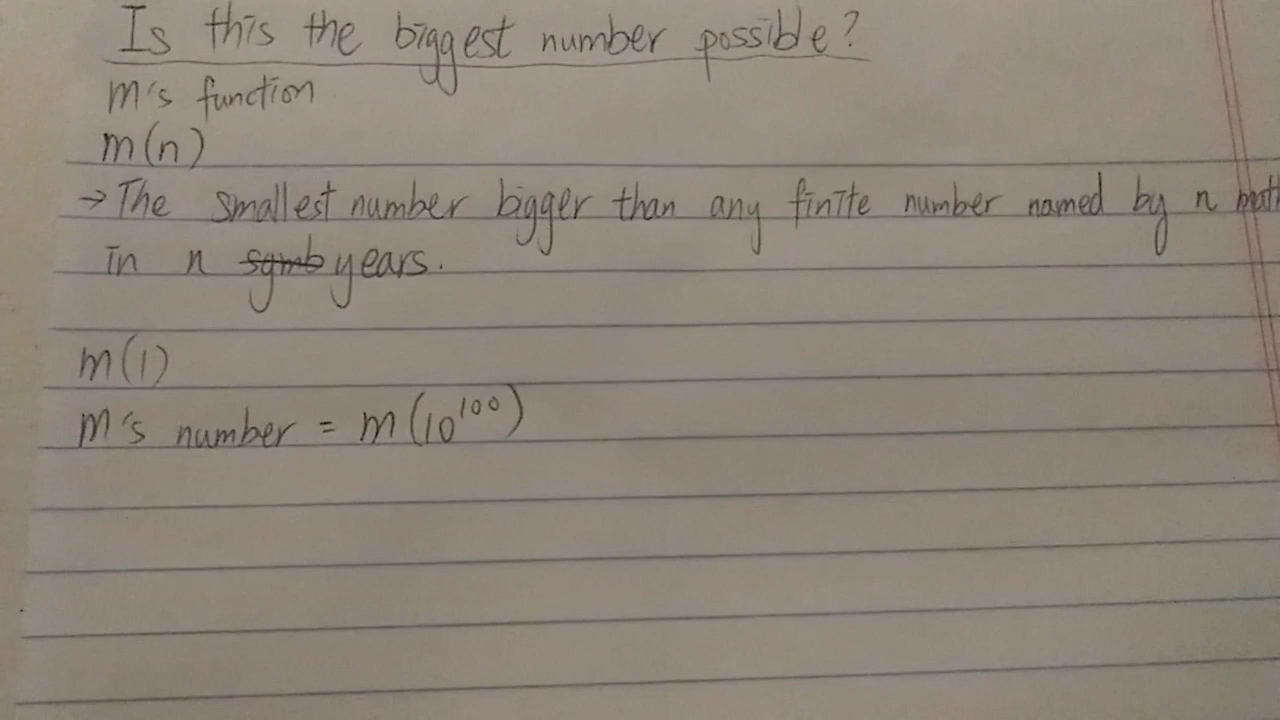 Is this the biggest number possible?
M's function
m(n)
→ The smallest number bigger than any finite number named by n
in n years.
m(1)
M's number = m(10^100)